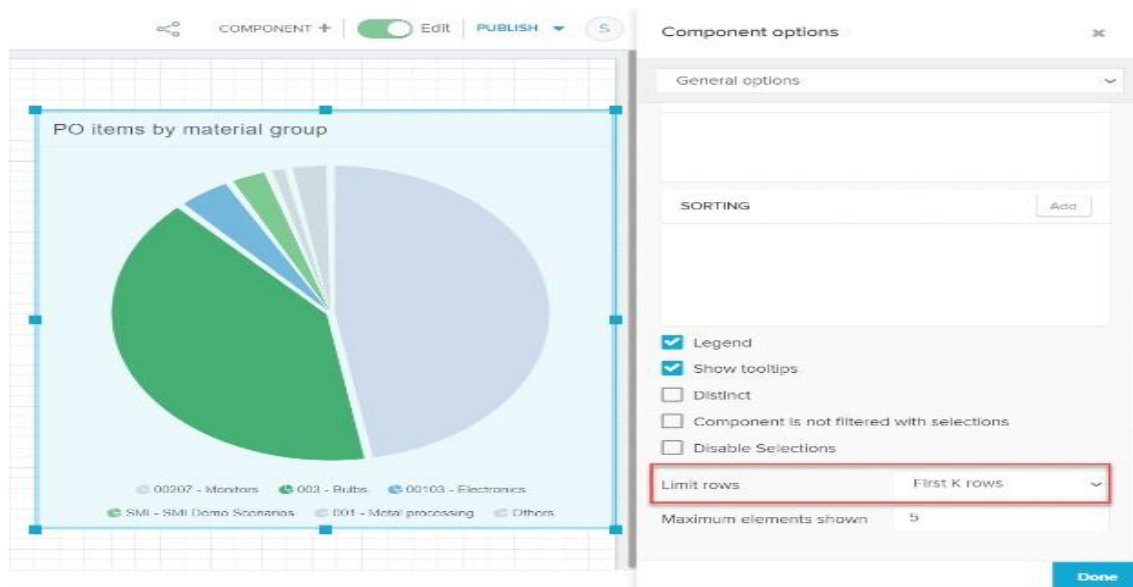 COMPONENT + Edit PUBLISH S
PO items by material group
00207 - Monitors 003 - Bulbs 00103 - Electronics
SMI - SMI Demo Scenarios 001 - Metal processing Others
Component options
General options
SORTING Add
Legend
Show tooltips
Distinct
Component is not filtered with selections
Disable Selections
Limit rows First K rows
Maximum elements shown 5
Done